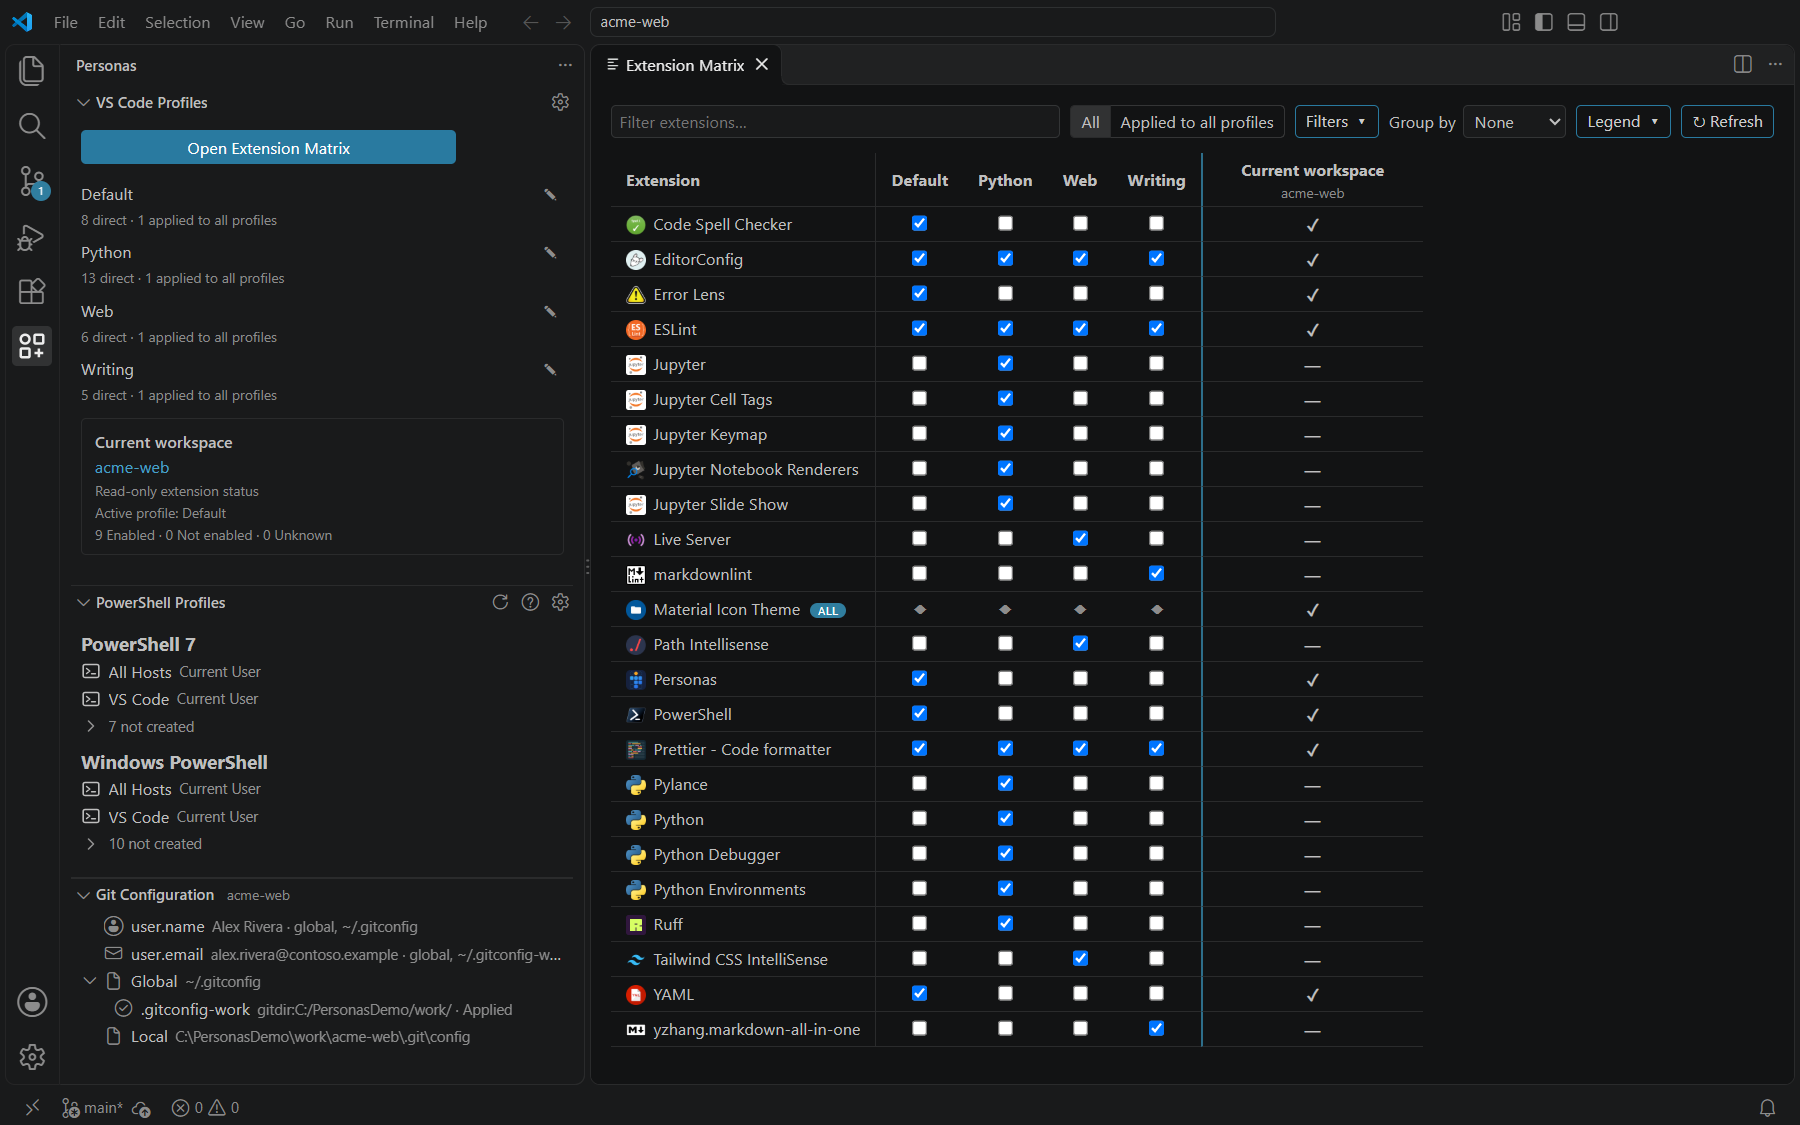 File Edit Selection View Go Run Terminal Help
acme-web
Personas
VS Code Profiles
Open Extension Matrix
Default
8 direct · 1 applied to all profiles
Python
13 direct · 1 applied to all profiles
Web
6 direct · 1 applied to all profiles
Writing
5 direct · 1 applied to all profiles
Current workspace
acme-web
Read-only extension status
Active profile: Default
9 Enabled · 0 Not enabled · 0 Unknown
PowerShell Profiles
PowerShell 7
All Hosts Current User
VS Code Current User
7 not created
Windows PowerShell
All Hosts Current User
VS Code Current User
10 not created
Git Configuration acme-web
user.name Alex Rivera · global, ~/.gitconfig
user.email alex.rivera@contoso.example · global, ~/.gitconfig-w...
Global ~/.gitconfig
.gitconfig-work gitdir:C:/PersonasDemo/work/ · Applied
Local C:\PersonasDemo\work\acme-web\.git\config
1
Extension Matrix
Filter extensions...
All Applied to all profiles Filters Group by None Legend Refresh
Extension Default Python Web Writing Current workspace
acme-web
Code Spell Checker
EditorConfig
Error Lens
ESLint
Jupyter
Jupyter Cell Tags
Jupyter Keymap
Jupyter Notebook Renderers
Jupyter Slide Show
Live Server
markdownlint
Material Icon Theme ALL
Path Intellisense
Personas
PowerShell
Prettier - Code formatter
Pylance
Python
Python Debugger
Python Environments
Ruff
Tailwind CSS IntelliSense
YAML
yzhang.markdown-all-in-one
main* 0 0